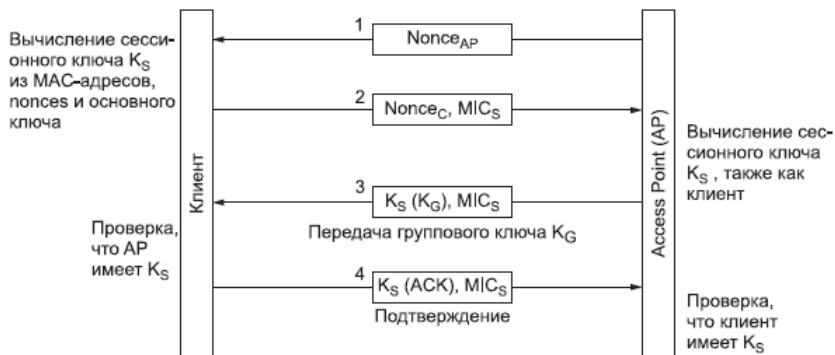 Вычисление сесси-
онного ключа K_S
из MAC-адресов,
nonces и основного
ключа
Клиент
1
Nonce_AP
2
Nonce_C, MIC_S
Access Point (AP)
Вычисление сес-
сионного ключа
K_S , также как
клиент
3
K_S (K_G), MIC_S
Передача группового ключа K_G
Проверка,
что AP
имеет K_S
4
K_S (ACK), MIC_S
Подтверждение
Проверка,
что клиент
имеет K_S